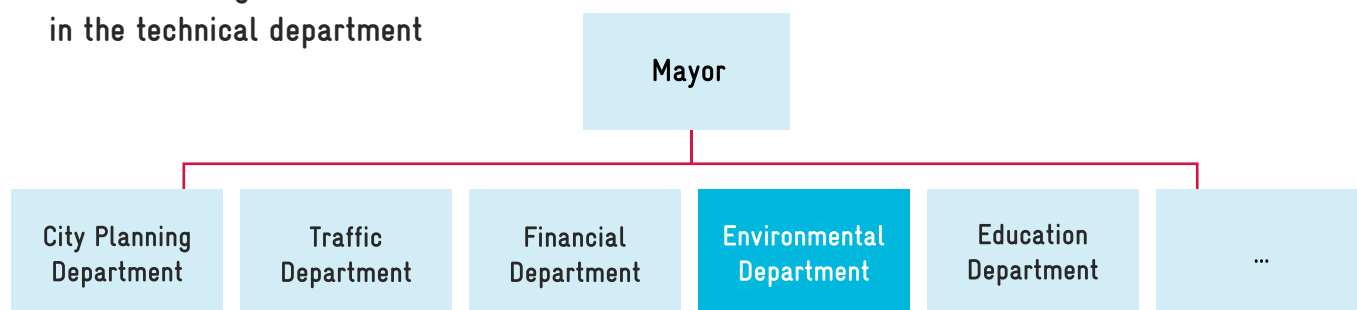 in the technical department
Mayor
City Planning
Department
Traffic
Department
Financial
Department
Environmental
Department
Education
Department
...